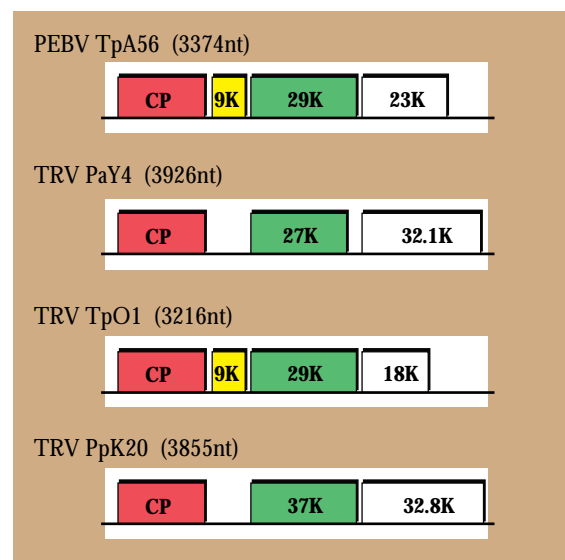 PEBV TpA56 (3374nt)
CP 9K 29K 23K
TRV PaY4 (3926nt)
CP 27K 32.1K
TRV TpO1 (3216nt)
CP 9K 29K 18K
TRV PpK20 (3855nt)
CP 37K 32.8K